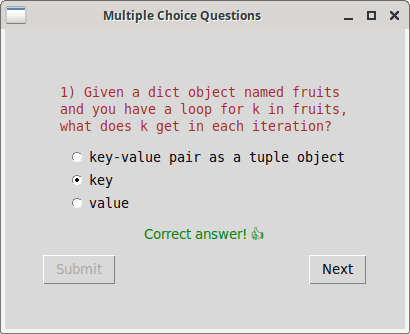 Multiple Choice Questions
1) Given a dict object named fruits
and you have a loop for k in fruits,
what does k get in each iteration?
key-value pair as a tuple object
key
value
Correct answer! 👍
Submit
Next